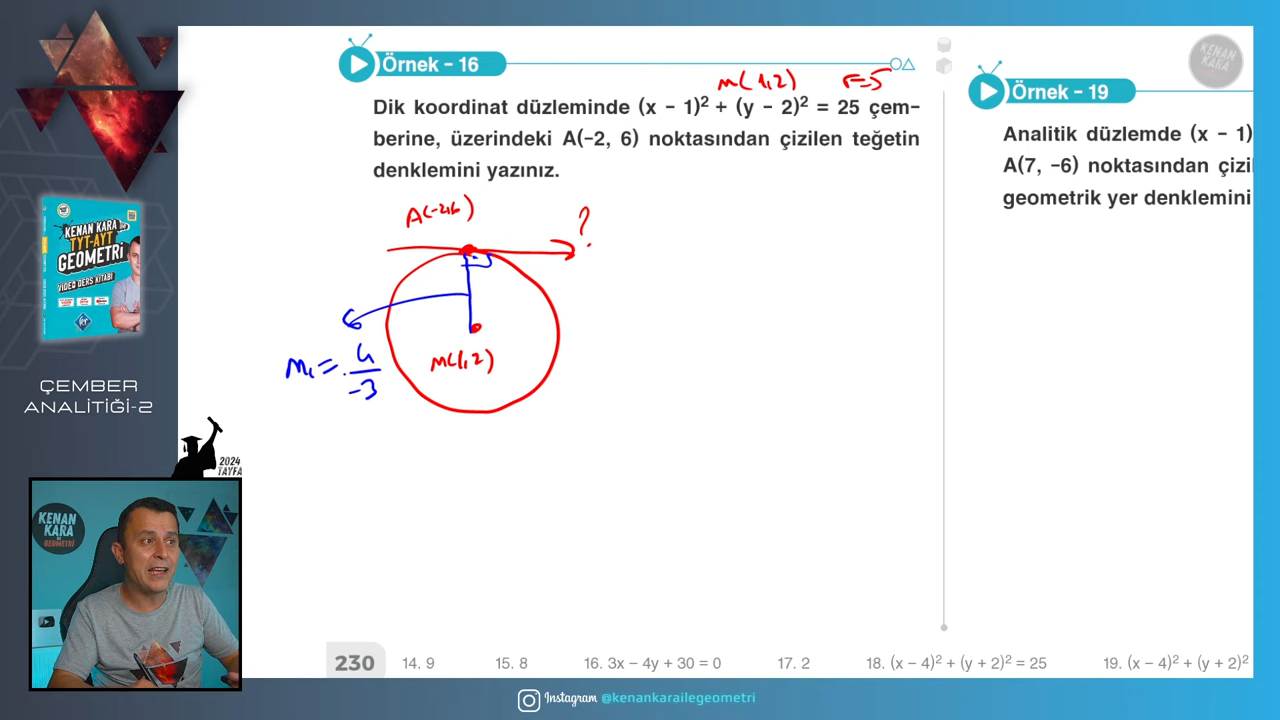 Örnek - 16
M(1,2) r=5
Dik koordinat düzleminde (x - 1)² + (y - 2)² = 25 çem-
berine, üzerindeki A(-2, 6) noktasından çizilen teğetin
denklemini yazınız.
A(-2,6)
?
M(1,2)
m₁ = 4/-3
Örnek - 19
Analitik düzlemde (x - 1)
A(7, -6) noktasından çizil
geometrik yer denklemini
KENAN
KARA
KENAN KARA
TYT-AYT
GEOMETRİ
VİDEO DERS KİTABI
ÇEMBER
ANALİTİĞİ-2
2024
TAYFA
KENAN
KARA
İLE
GEOMETRİ
230 14. 9 15. 8 16. 3x - 4y + 30 = 0 17. 2 18. (x - 4)² + (y + 2)² = 25 19. (x - 4)² + (y + 2)²
Instagram @kenankarailegeometri